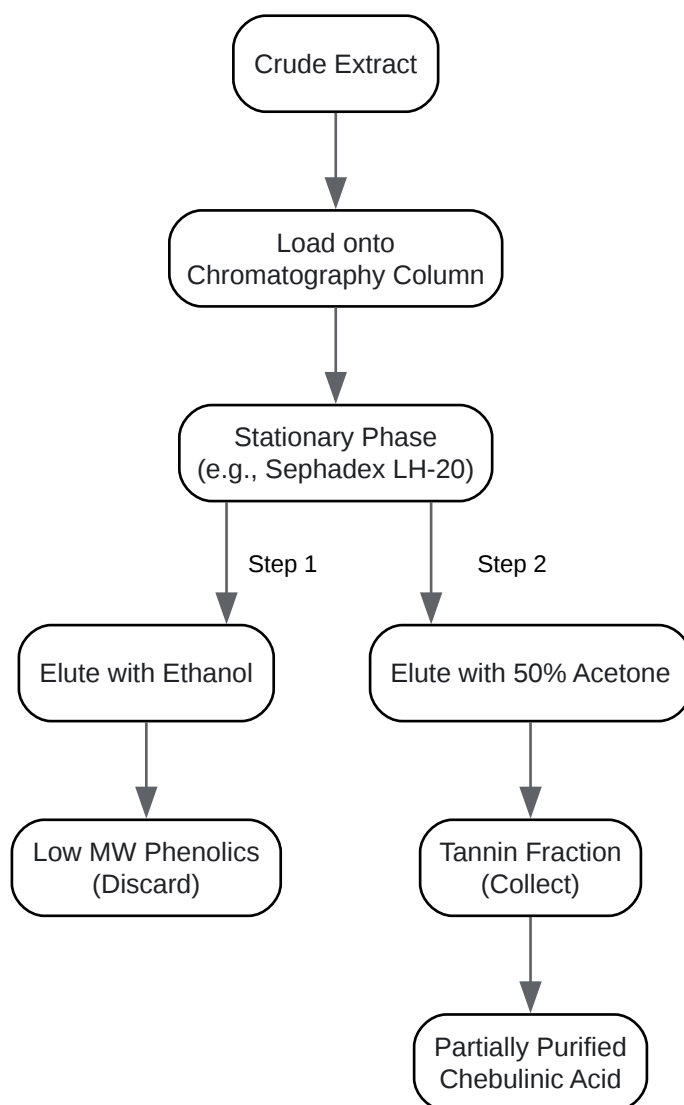 Crude Extract
Load onto
Chromatography Column
Stationary Phase
(e.g., Sephadex LH-20)
Step 1
Step 2
Elute with Ethanol
Elute with 50% Acetone
Low MW Phenolics
(Discard)
Tannin Fraction
(Collect)
Partially Purified
Chebulinic Acid